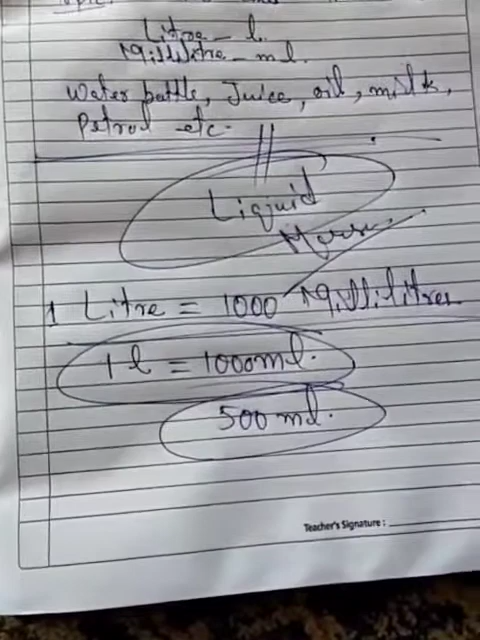 Litre - l.
Millilitre - ml.
Water bottle, Juice, oil, milk,
Petrol etc.
Liquid
1 Litre = 1000 Millilitres
1 l = 1000 ml.
500 ml.
Teacher's Signature :